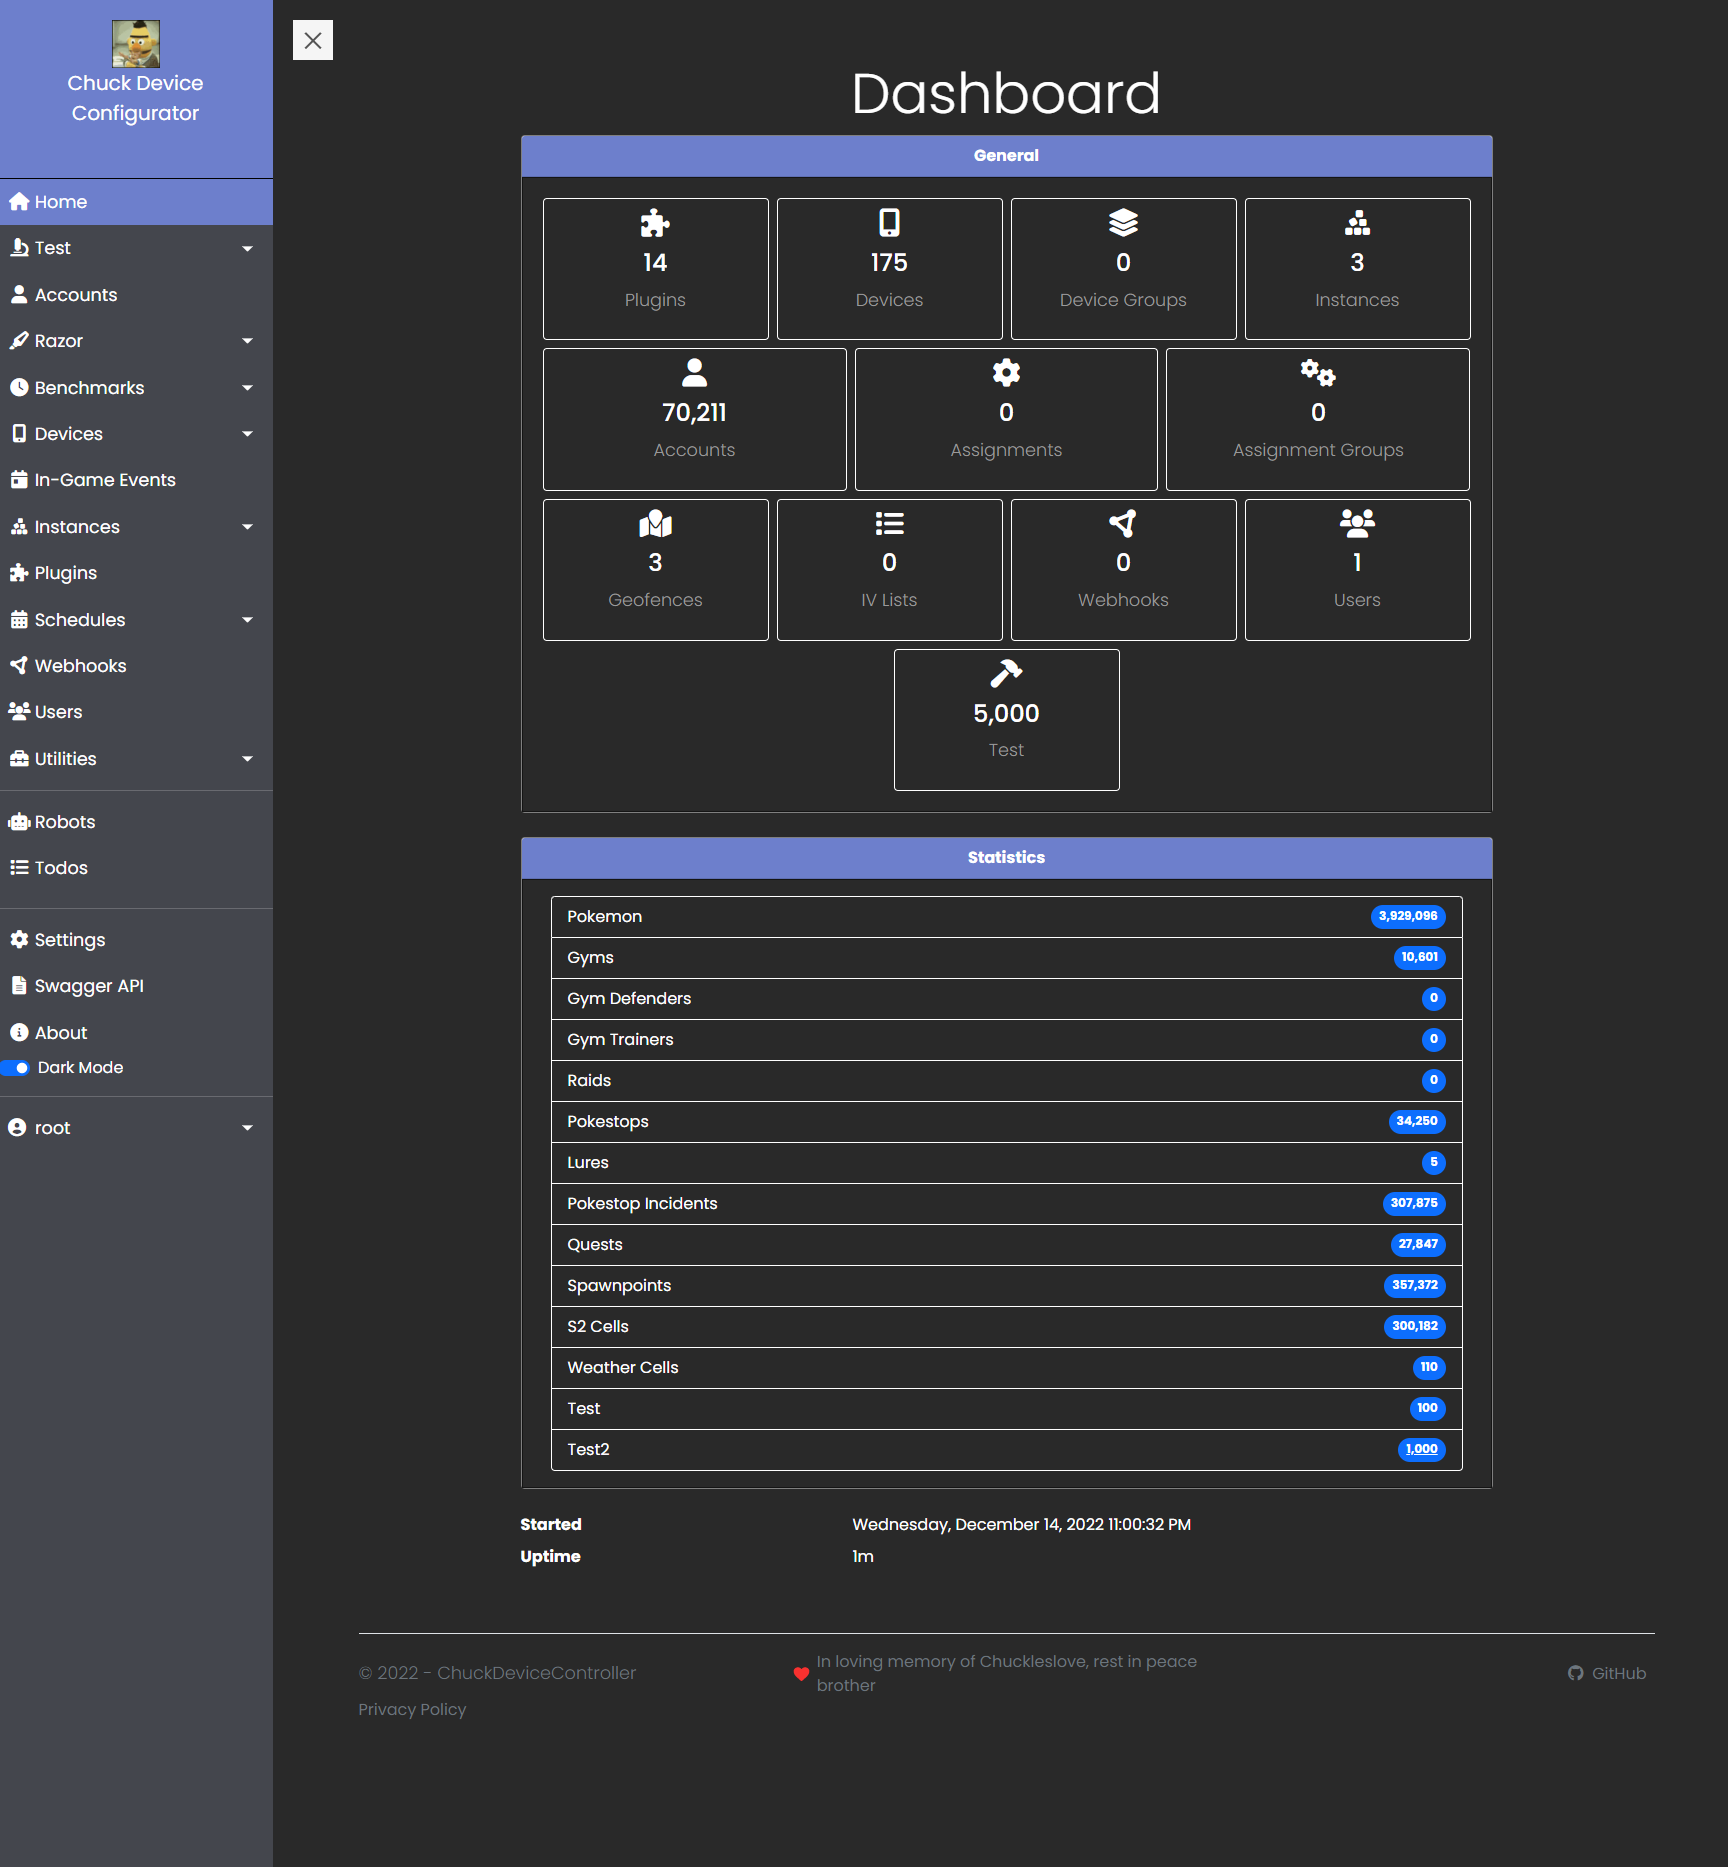 Chuck Device
Configurator
Home
Test
Accounts
Razor
Benchmarks
Devices
In-Game Events
Instances
Plugins
Schedules
Webhooks
Users
Utilities
Robots
Todos
Settings
Swagger API
About
Dark Mode
root
Dashboard
General
14
Plugins
175
Devices
0
Device Groups
3
Instances
70,211
Accounts
0
Assignments
0
Assignment Groups
3
Geofences
0
IV Lists
0
Webhooks
1
Users
5,000
Test
Statistics
Pokemon 3,929,096
Gyms 10,601
Gym Defenders 0
Gym Trainers 0
Raids 0
Pokestops 34,250
Lures 5
Pokestop Incidents 307,875
Quests 27,847
Spawnpoints 357,372
S2 Cells 300,182
Weather Cells 110
Test 100
Test2 1,000
Started Wednesday, December 14, 2022 11:00:32 PM
Uptime 1m
© 2022 - ChuckDeviceController
Privacy Policy
In loving memory of Chuckleslove, rest in peace
brother
GitHub